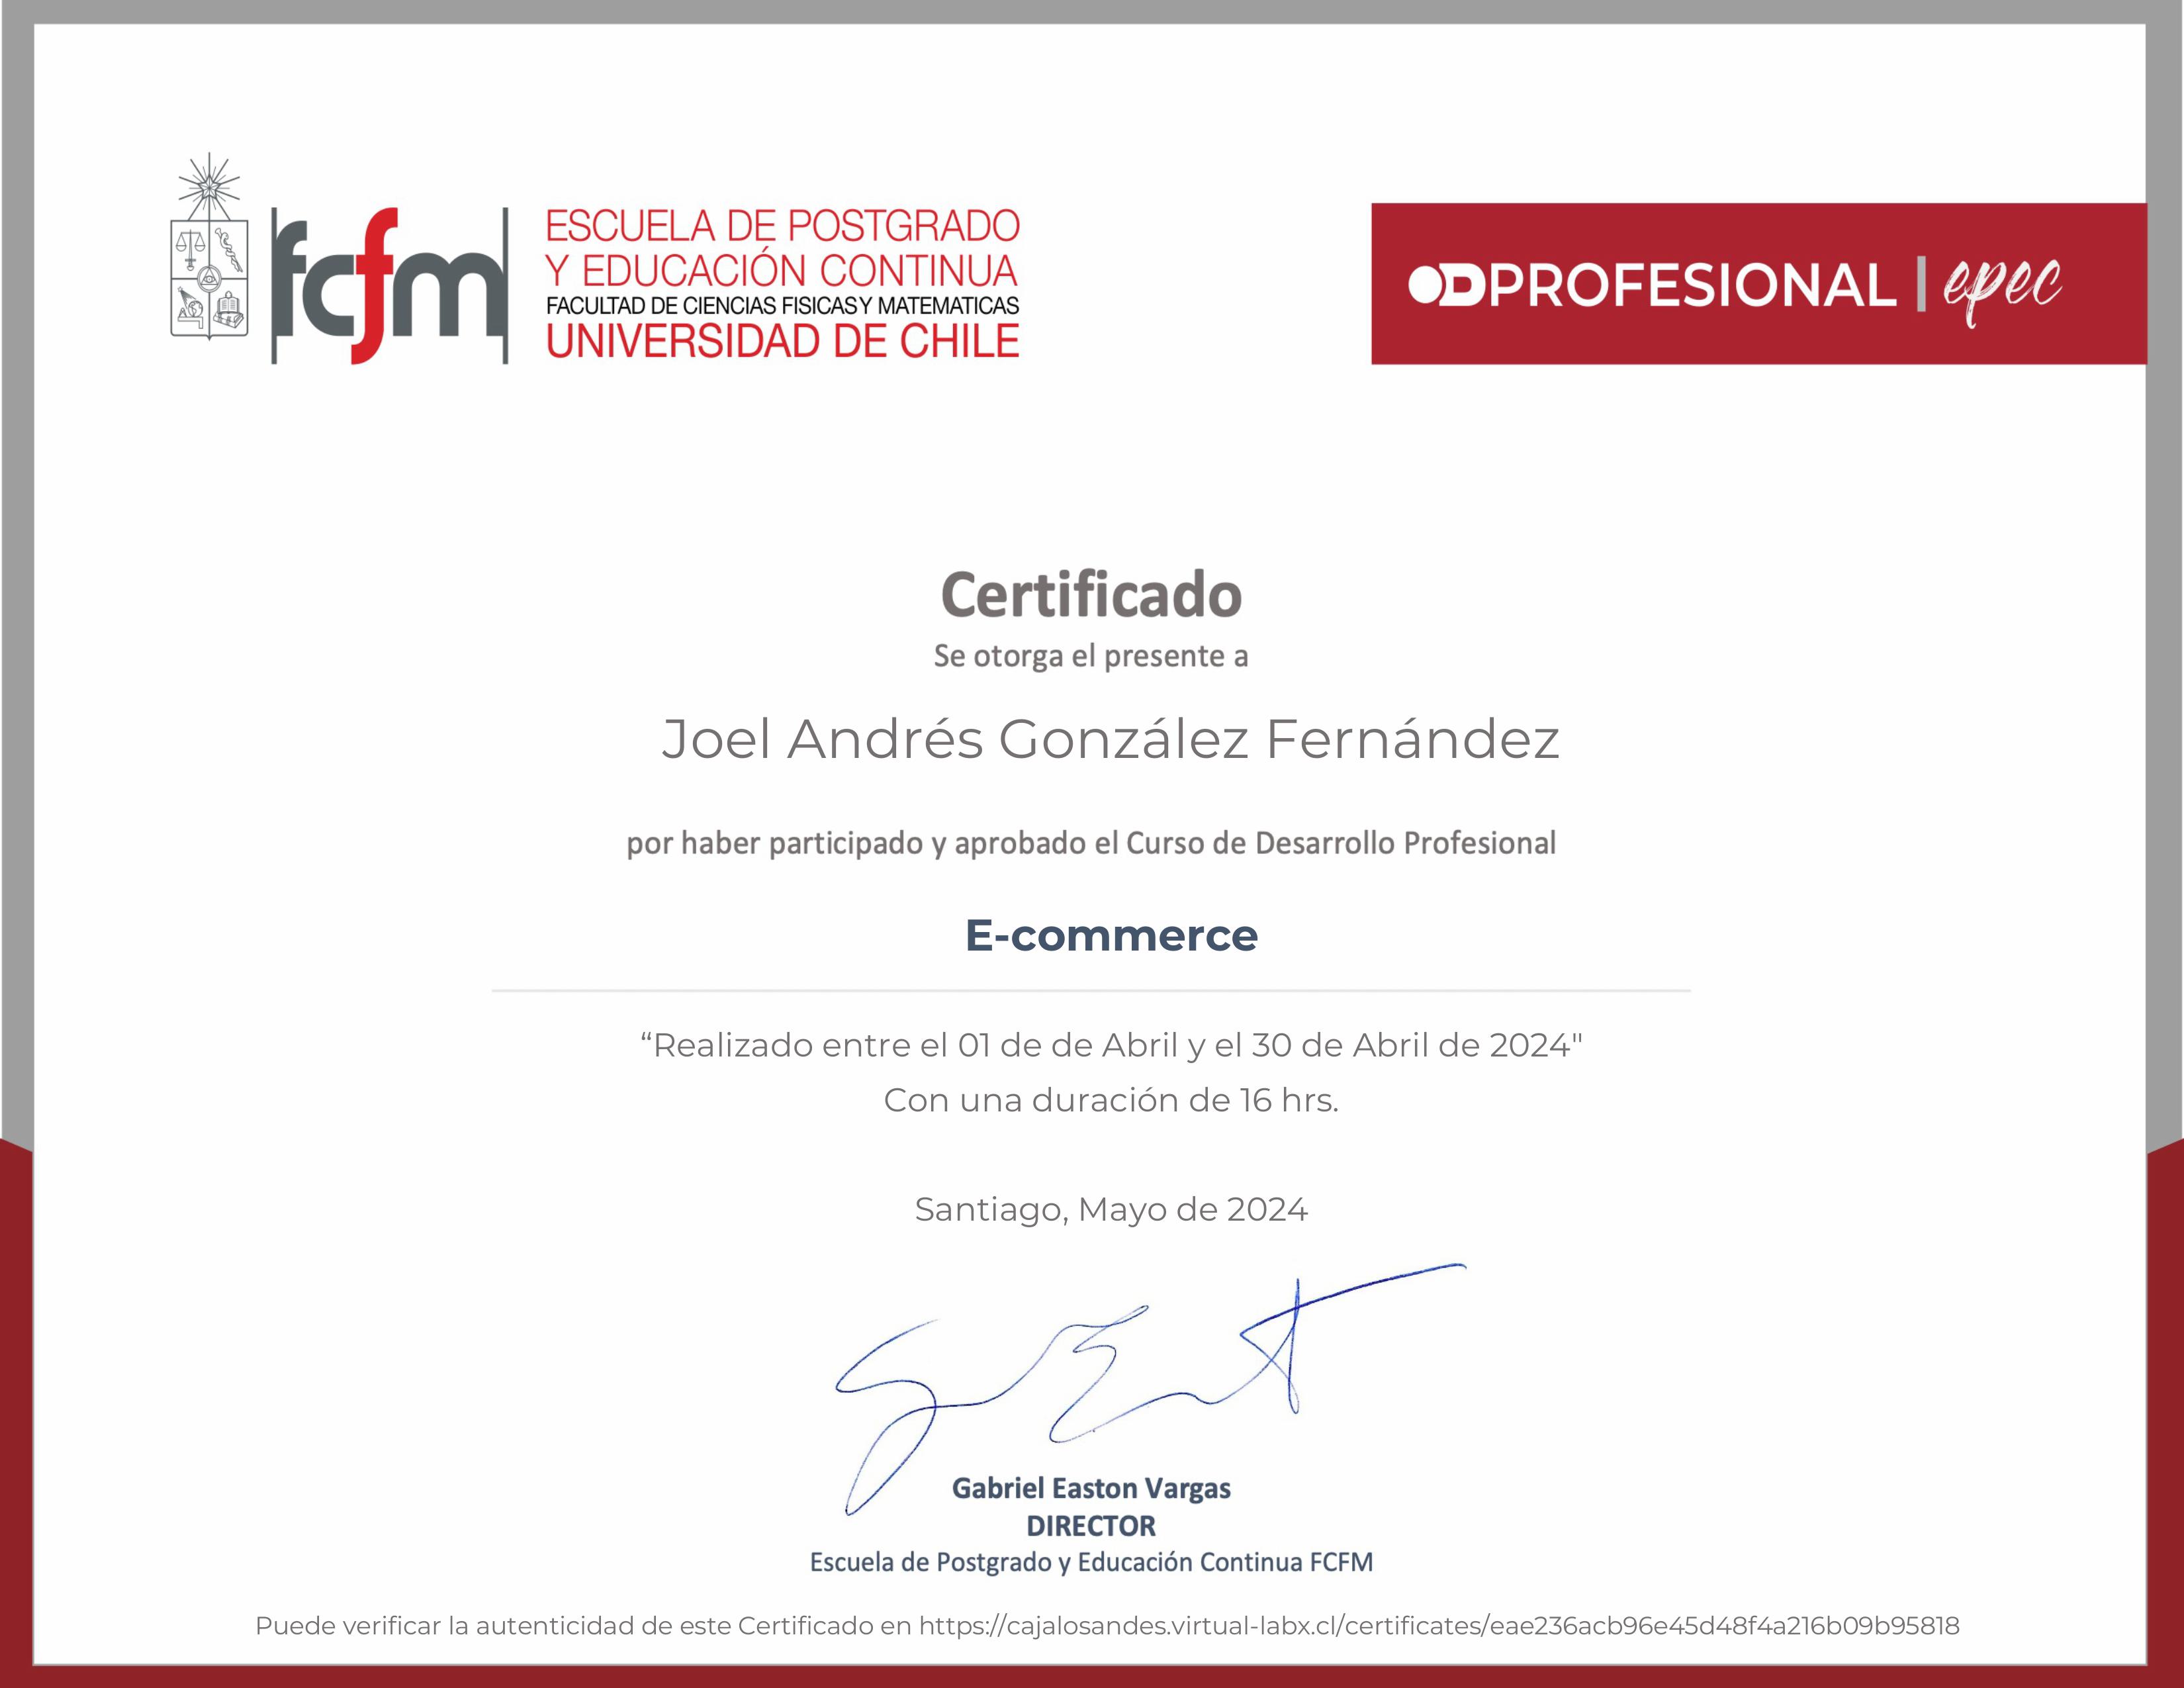 fcfm
ESCUELA DE POSTGRADO
Y EDUCACIÓN CONTINUA
FACULTAD DE CIENCIAS FISICAS Y MATEMATICAS
UNIVERSIDAD DE CHILE
PROFESIONAL | epec
Certificado
Se otorga el presente a
Joel Andrés González Fernández
por haber participado y aprobado el Curso de Desarrollo Profesional
E-commerce
“Realizado entre el 01 de de Abril y el 30 de Abril de 2024"
Con una duración de 16 hrs.
Santiago, Mayo de 2024
Gabriel Easton Vargas
DIRECTOR
Escuela de Postgrado y Educación Continua FCFM
Puede verificar la autenticidad de este Certificado en https://cajalosandes.virtual-labx.cl/certificates/eae236acb96e45d48f4a216b09b95818